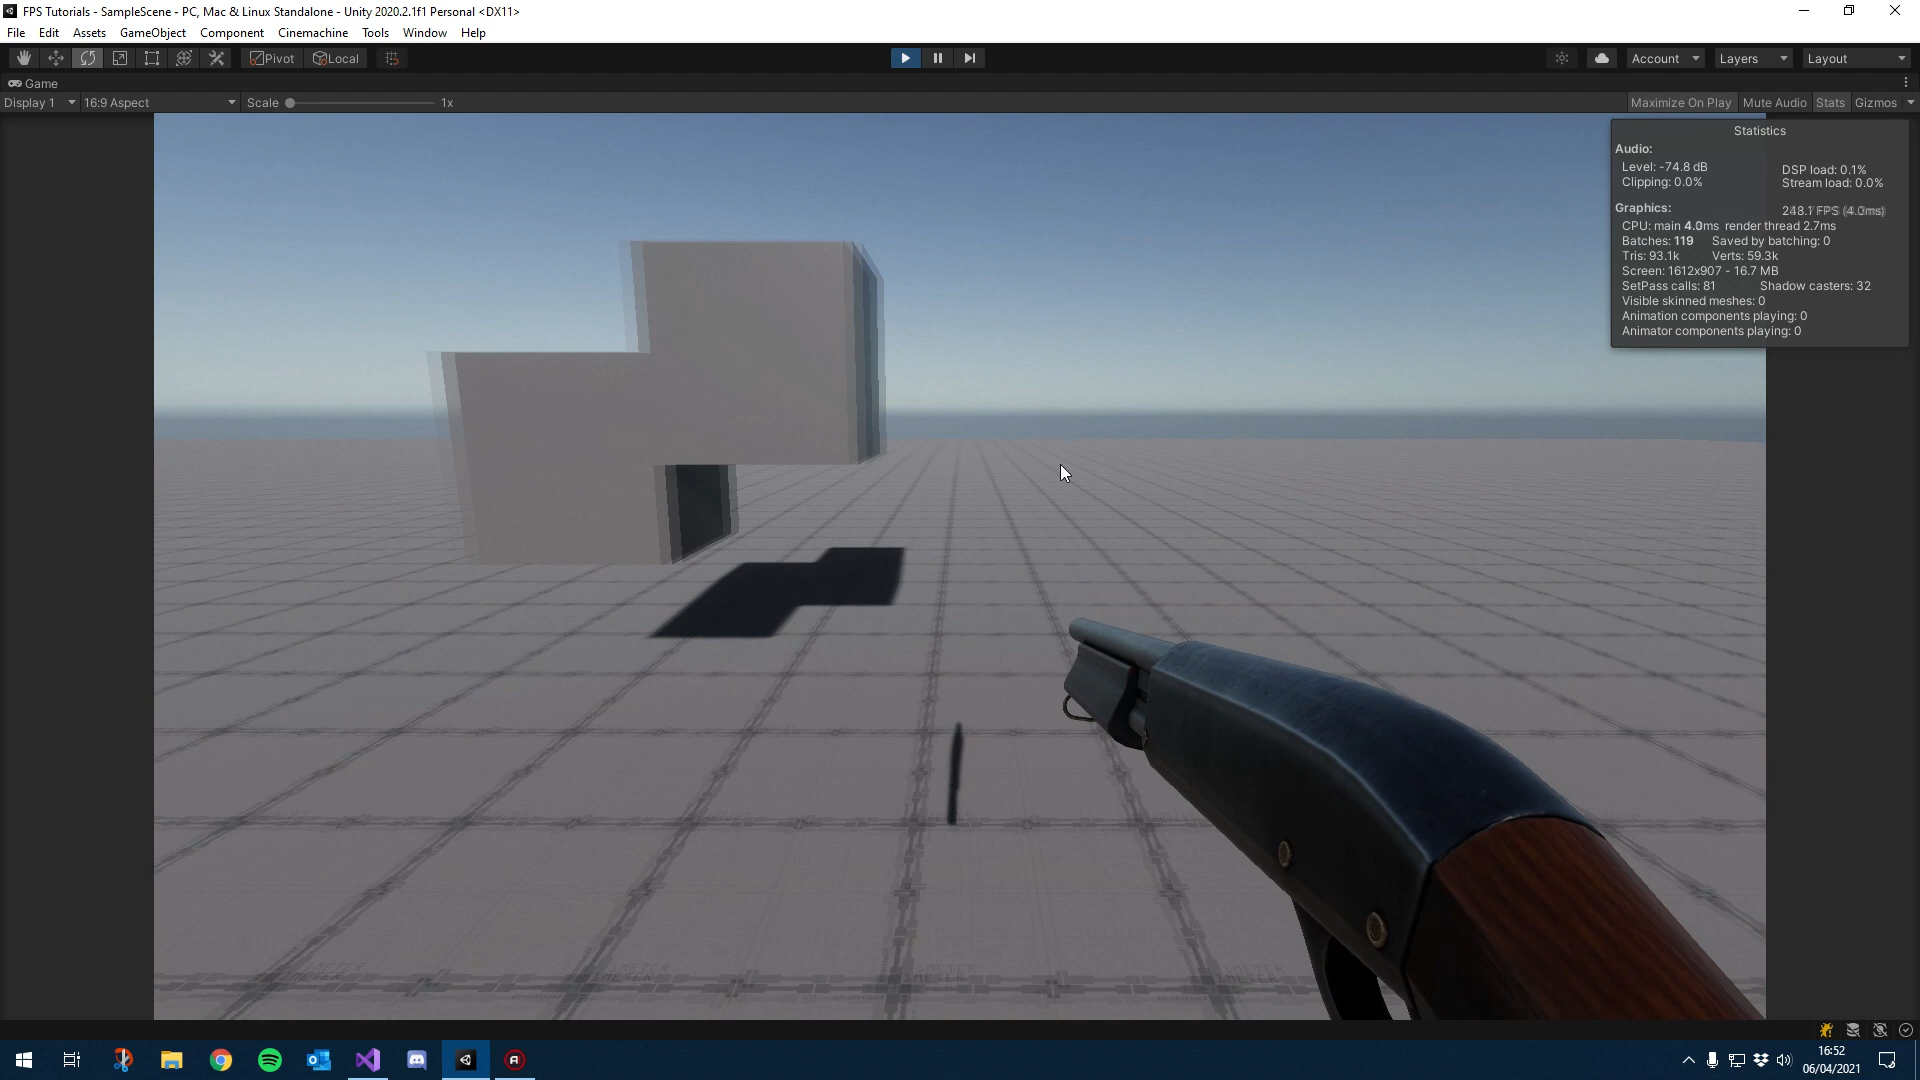 FPS Tutorials - SampleScene - PC, Mac & Linux Standalone - Unity 2020.2.1f1 Personal <DX11>
File Edit Assets GameObject Component Cinemachine Tools Window Help
Pivot Local Account Layers Layout
Game
Display 1 16:9 Aspect Scale 1x Maximize On Play Mute Audio Stats Gizmos
Statistics
Audio:
Level: -74.8 dB DSP load: 0.1%
Clipping: 0.0% Stream load: 0.0%
Graphics: 248.1 FPS (4.0ms)
CPU: main 4.0ms render thread 2.7ms
Batches: 119 Saved by batching: 0
Tris: 93.1k Verts: 59.3k
Screen: 1612x907 - 16.7 MB
SetPass calls: 81 Shadow casters: 32
Visible skinned meshes: 0
Animation components playing: 0
Animator components playing: 0
16:52
06/04/2021